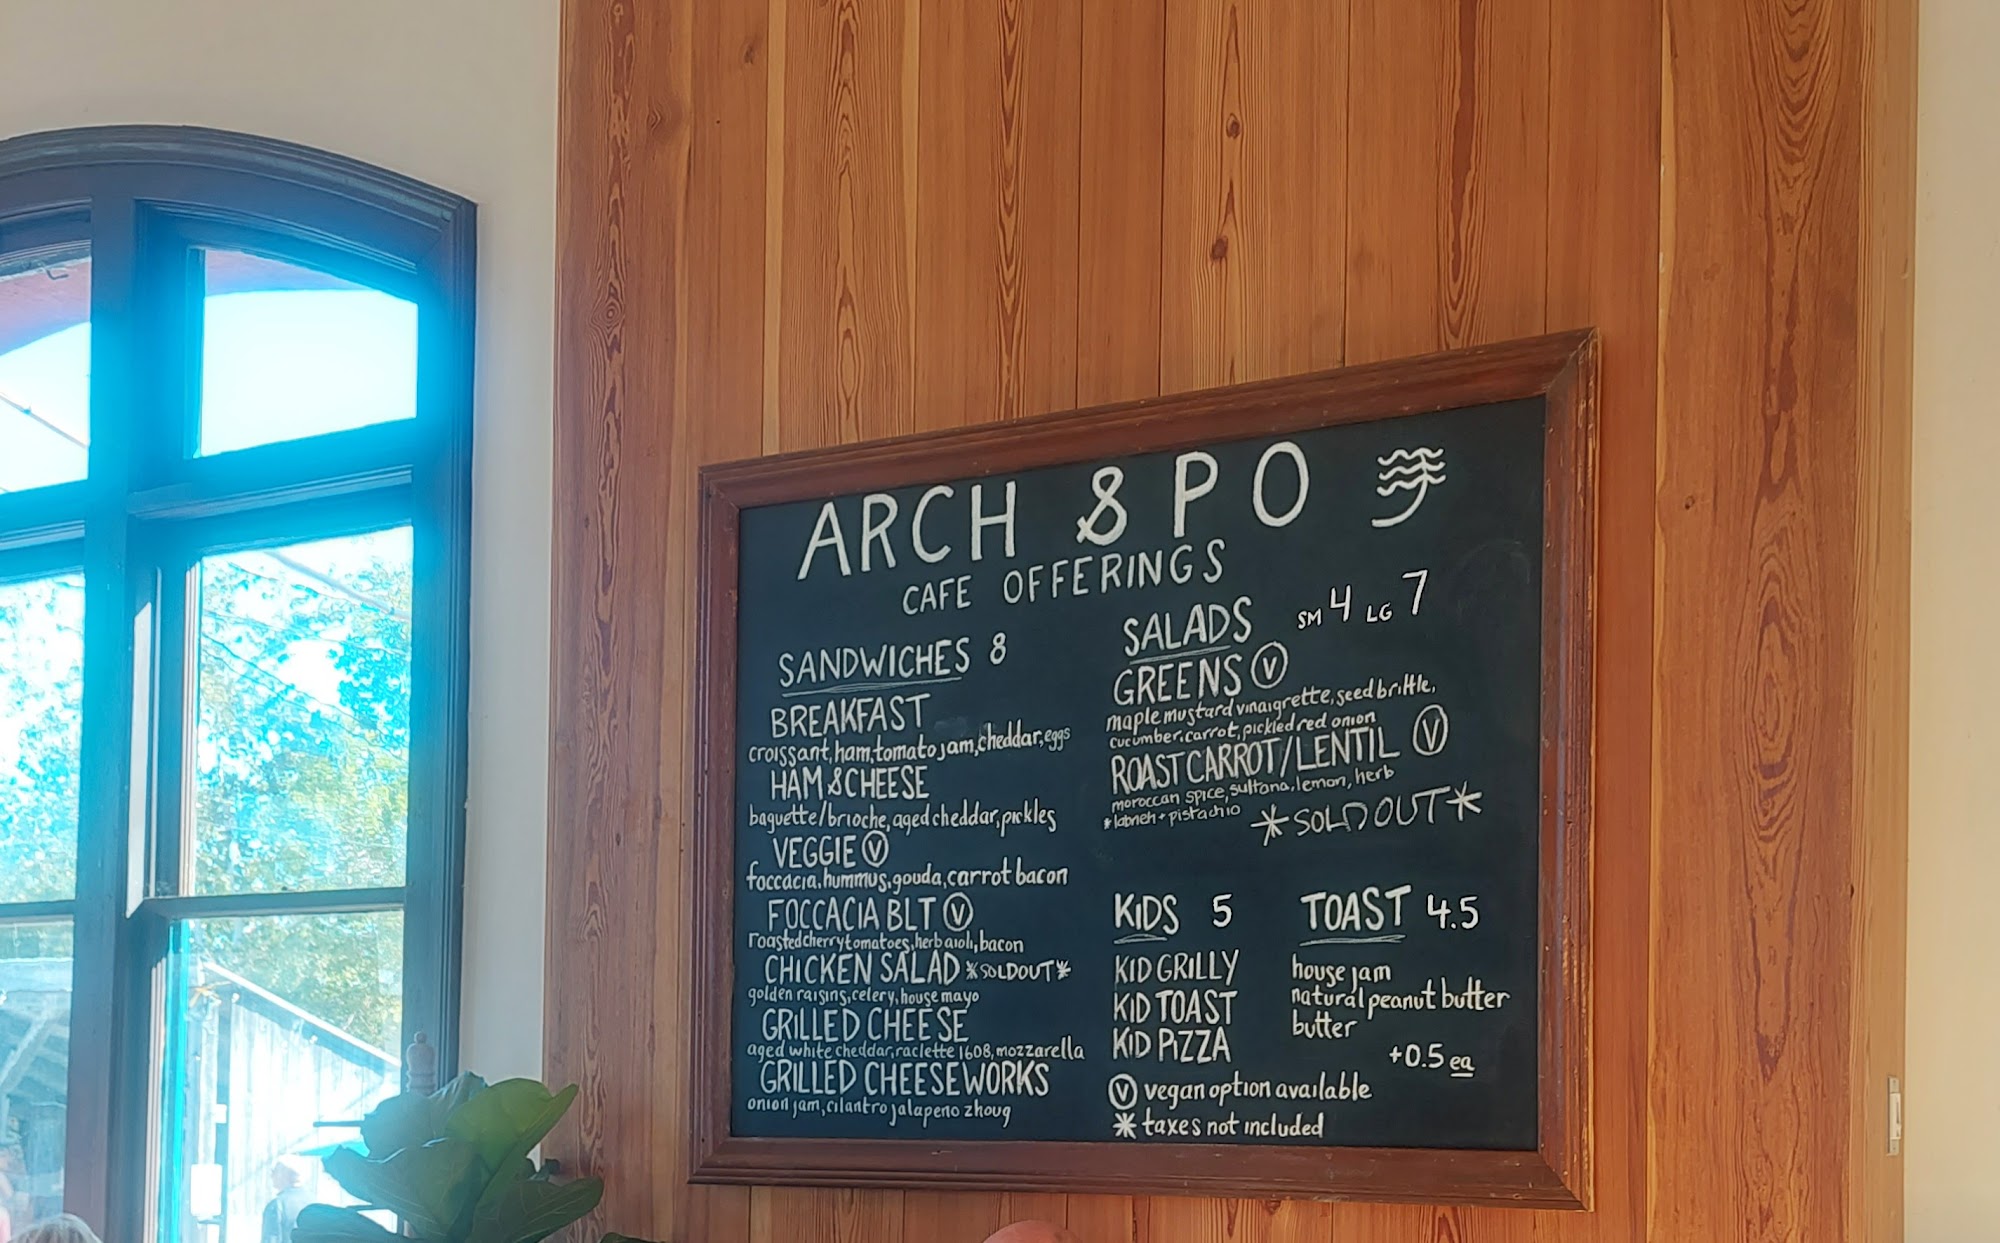 ARCH & PO
CAFE OFFERINGS
SANDWICHES 8
BREAKFAST
croissant, ham, tomato jam, cheddar, eggs
HAM & CHEESE
baguette/brioche, aged cheddar, pickles
VEGGIE Ⓥ
foccacia, hummus, gouda, carrot bacon
FOCCACIA BLT Ⓥ
roasted cherry tomatoes, herb aioli, bacon
CHICKEN SALAD *SOLD OUT*
golden raisins, celery, house mayo
GRILLED CHEESE
aged white cheddar, raclette 1608, mozzarella
GRILLED CHEESEWORKS
onion jam, cilantro jalapeno zhoug
SALADS SM 4 LG 7
GREENS Ⓥ
maple mustard vinaigrette, seed brittle,
cucumber, carrot, pickled red onion
ROAST CARROT/LENTIL Ⓥ
moroccan spice, sultana, lemon, herb
*labneh + pistachio *SOLD OUT*
KIDS 5
KID GRILLY
KID TOAST
KID PIZZA
TOAST 4.5
house jam
natural peanut butter
butter
+0.5 ea
Ⓥ vegan option available
* taxes not included